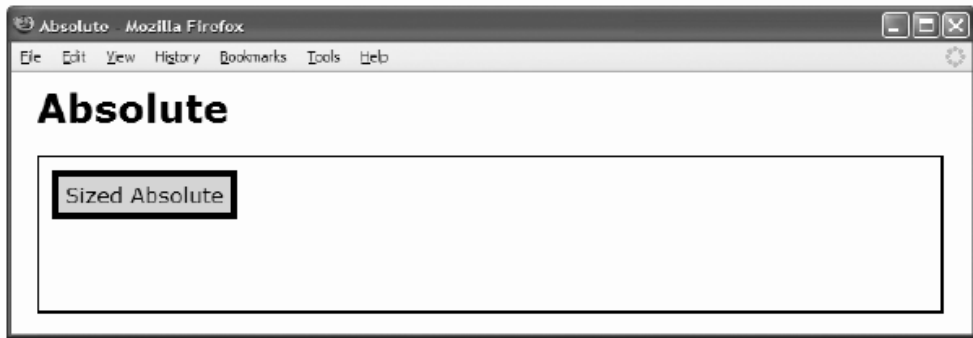 Absolute - Mozilla Firefox
File Edit View History Bookmarks Tools Help
Absolute
Sized Absolute